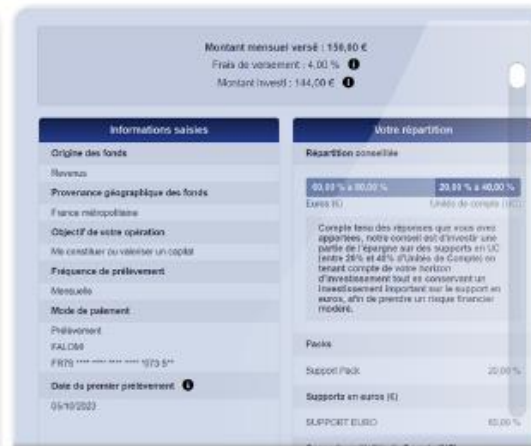 Montant mensuel versé : 150,00 €
Frais de versement : 4,00 %
Montant investi : 144,00 €
Informations saisies
Origine des fonds
Revenus
Provenance géographique des fonds
France métropolitaine
Objectif de votre opération
Me constituer ou valoriser un capital
Fréquence de prélèvement
Mensuelle
Mode de paiement
Prélèvement
Date du premier prélèvement
05/10/2023
Votre répartition
Répartition conseillée
60,00 % à 80,00 %
20,00 % à 40,00 %
Euros (€)
Unités de compte (UC)
Compte tenu des réponses que vous avez
apportées, notre conseil est d'investir une
partie de l'épargne sur des supports en UC
(entre 20% et 40% d'Unités de Compte) en
tenant compte de votre horizon
d'investissement tout en conservant un
investissement important sur le support en
euros, afin de prendre un risque financier
modéré.
Packs
Support Pack
20,00 %
Supports en euros (€)
SUPPORT EURO